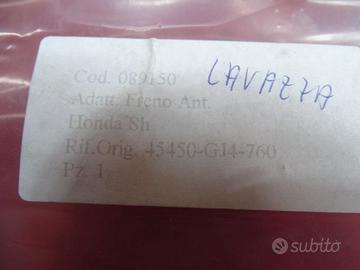 Cod. 089150 LAVAZZA
Adatt. Freno Ant.
Honda Sh
Rif.Orig. 45450-GJ4-760
Pz. 1
subito